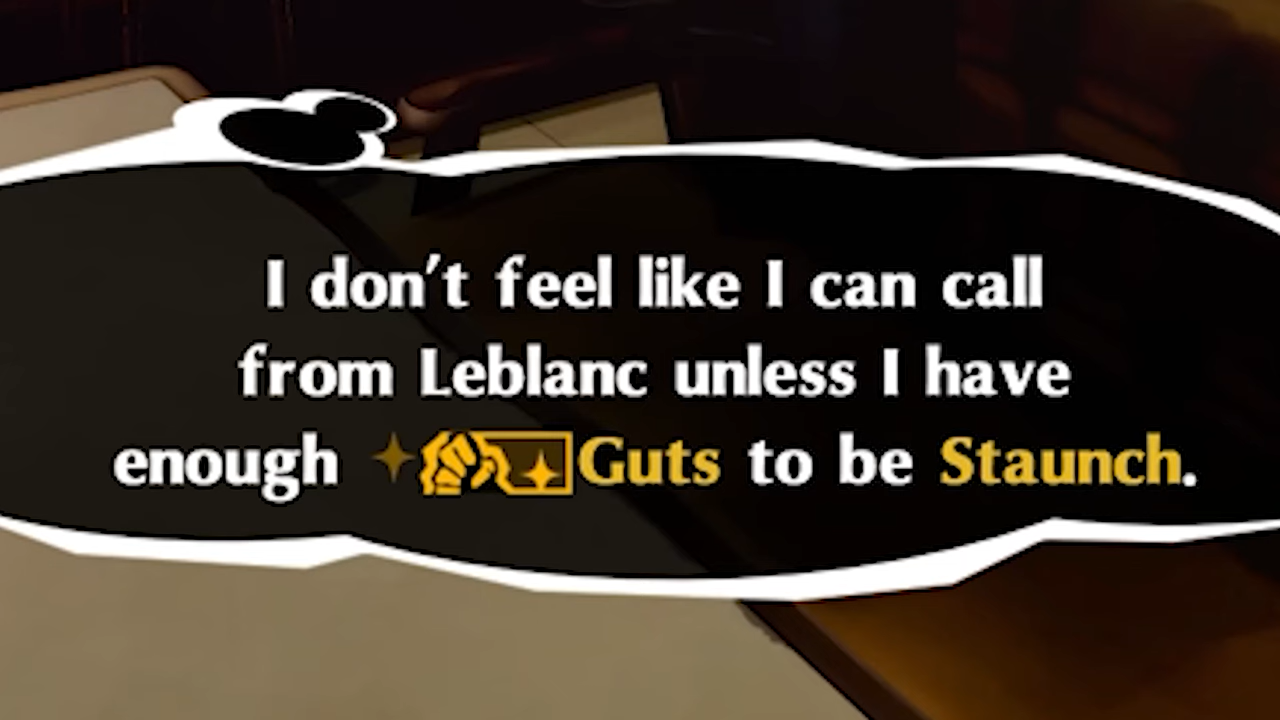 I don't feel like I can call
from Leblanc unless I have
enough Guts to be Staunch.